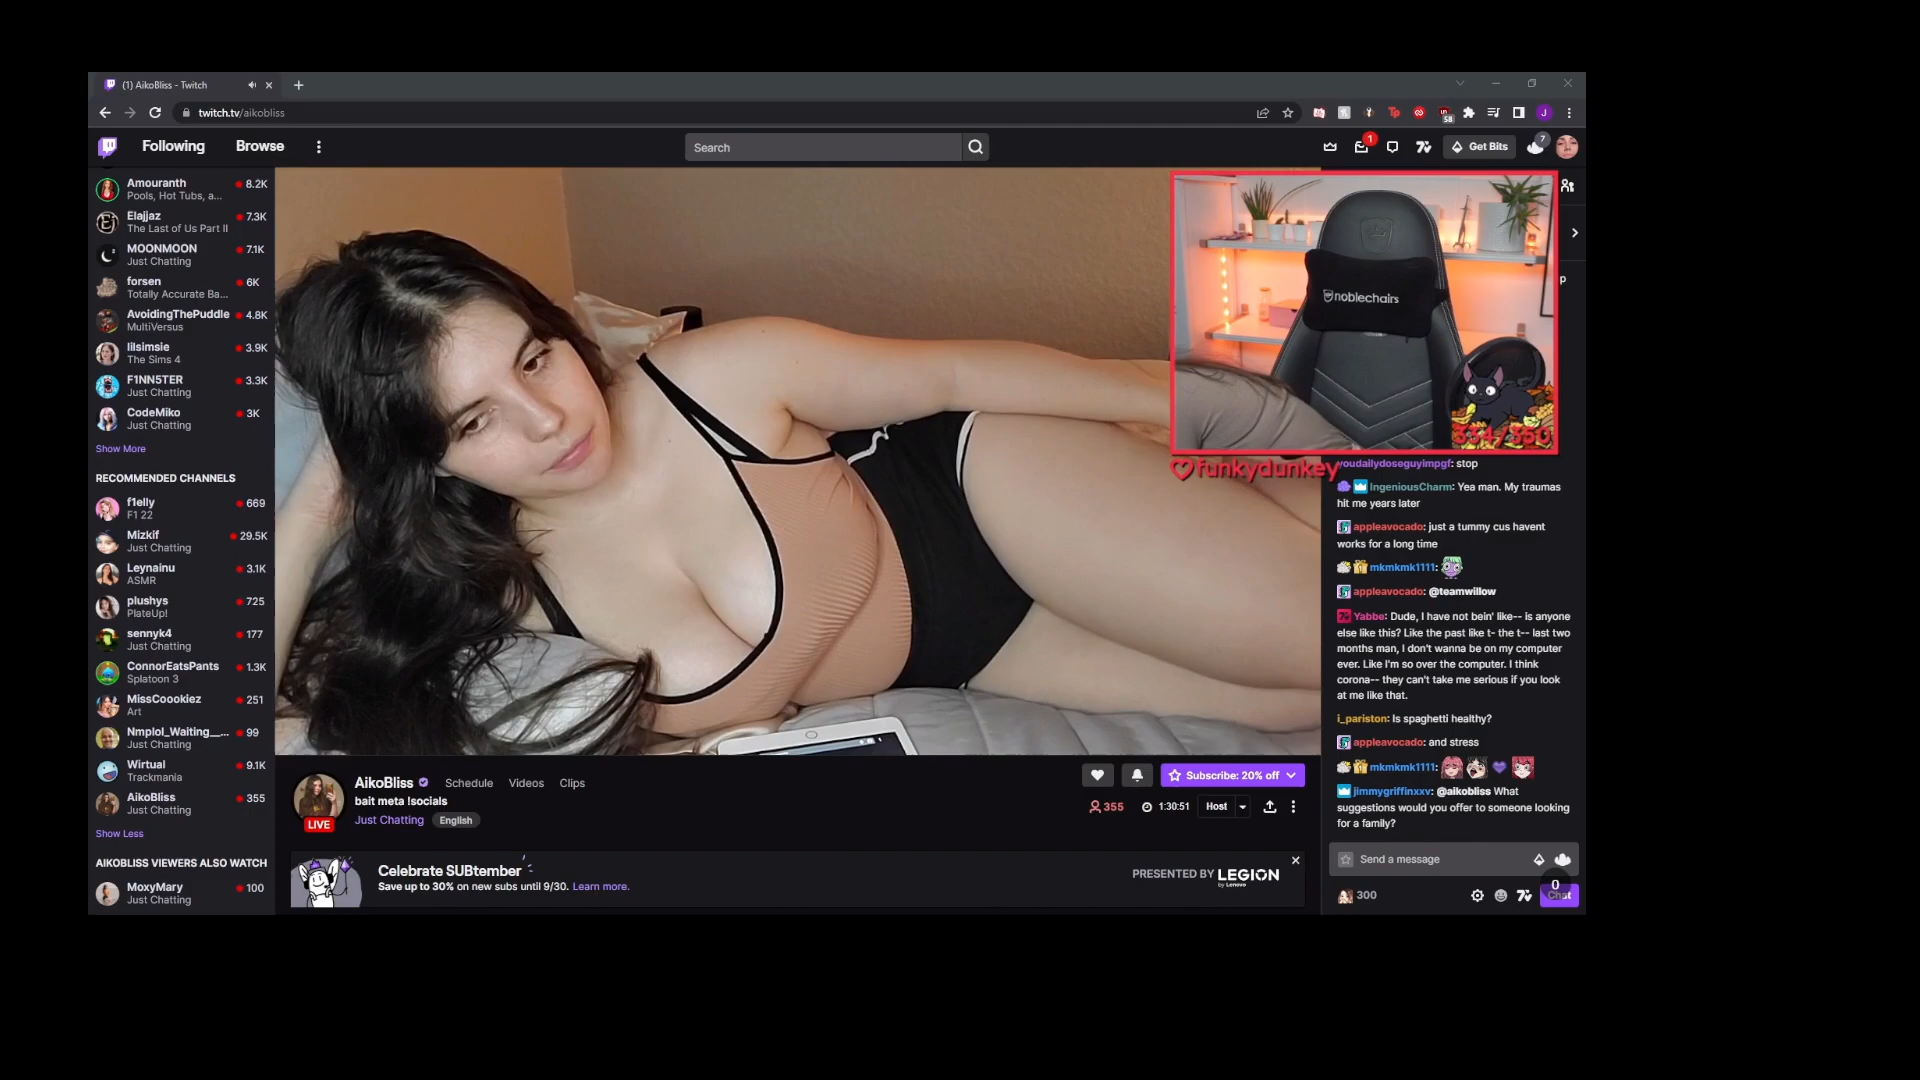 (1) AikoBliss - Twitch
twitch.tv/aikobliss
Tp
58
J
Following
Browse
Search
1
Get Bits
7
Amouranth
8.2K
Pools, Hot Tubs, a...
Elajjaz
7.3K
The Last of Us Part II
MOONMOON
7.1K
Just Chatting
forsen
6K
Totally Accurate Ba...
AvoidingThePuddle
4.8K
MultiVersus
lilsimsie
3.9K
The Sims 4
F1NN5TER
3.3K
Just Chatting
CodeMiko
3K
Just Chatting
Show More
RECOMMENDED CHANNELS
f1elly
669
F1 22
Mizkif
29.5K
Just Chatting
Leynainu
3.1K
ASMR
plushys
725
PlateUp!
sennyk4
177
Just Chatting
ConnorEatsPants
1.3K
Splatoon 3
MissCoookiez
251
Art
Nmplol_Waiting__...
99
Just Chatting
Wirtual
9.1K
Trackmania
AikoBliss
355
Just Chatting
Show Less
AIKOBLISS VIEWERS ALSO WATCH
MoxyMary
100
Just Chatting
noblechairs
334/350
funkydunkey
p
youdailydoseguyimpgf: stop
IngeniousCharm: Yea man. My traumas
hit me years later
appleavocado: just a tummy cus havent
works for a long time
mkmkmk1111:
appleavocado: @teamwillow
Yabbe: Dude, I have not bein' like-- is anyone
else like this? Like the past like t- the t-- last two
months man, I don't wanna be on my computer
ever. Like I'm so over the computer. I think
corona-- they can't take me serious if you look
at me like that.
i_pariston: Is spaghetti healthy?
appleavocado: and stress
mkmkmk1111:
jimmygriffinxxv: @aikobliss What
suggestions would you offer to someone looking
for a family?
Send a message
300
0
Chat
AikoBliss
Schedule
Videos
Clips
bait meta !socials
Just Chatting
English
LIVE
Subscribe: 20% off
355
1:30:51
Host
Celebrate SUBtember
Save up to 30% on new subs until 9/30. Learn more.
PRESENTED BY LEGION
by Lenovo